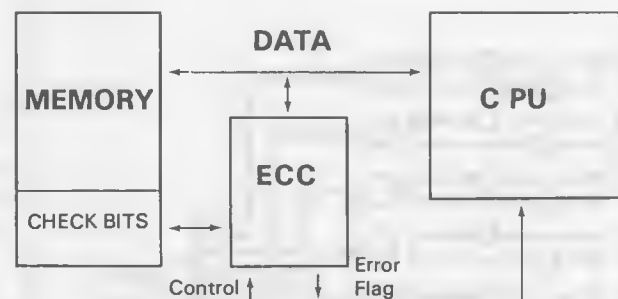 DATA
MEMORY
C PU
ECC
CHECK BITS
Error
Control
Flag